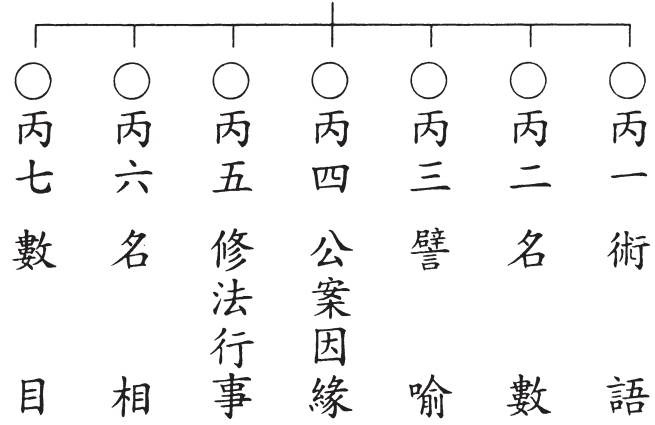 丙一 術語
丙二 名數
丙三 譬喻
丙四 公案因緣
丙五 修法行事
丙六 名相
丙七 數目